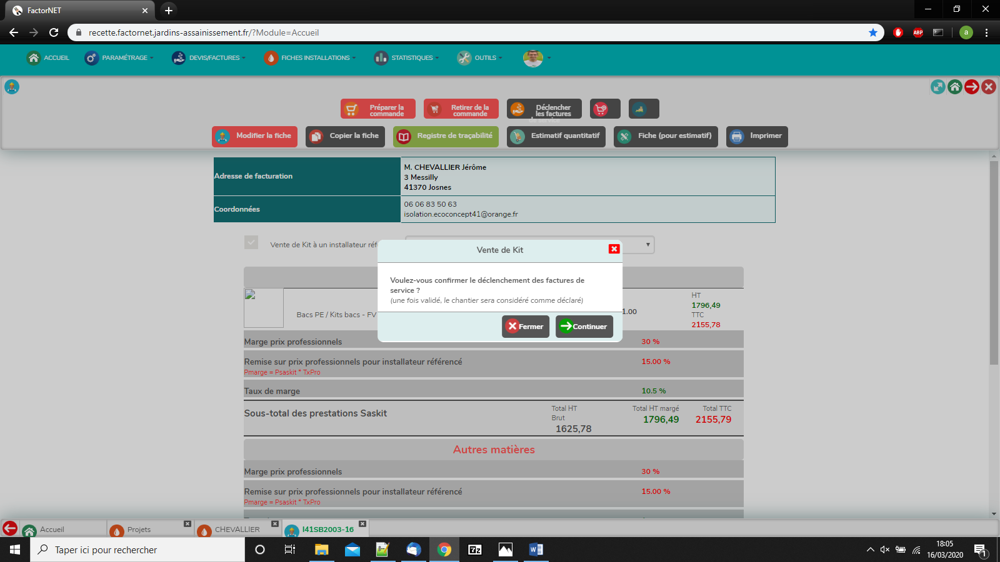 FactorNET
recette.factornet.jardins-assainissement.fr/?Module=Accueil
ABP
a
ACCUEIL
PARAMÉTRAGE
DEVIS/FACTURES
FICHES INSTALLATIONS
STATISTIQUES
OUTILS
Préparer la
commande
Retirer de la
commande
Déclencher
les factures
de service
Modifier la fiche
Copier la fiche
Registre de traçabilité
Estimatif quantitatif
Fiche (pour estimatif)
Imprimer
Adresse de facturation
M. CHEVALLIER Jérôme
3 Messilly
41370 Josnes
Coordonnées
06 06 83 50 63
isolation.ecoconcept41@orange.fr
Vente de Kit à un installateur réf
Vente de Kit
Voulez-vous confirmer le déclenchement des factures de
service ?
(une fois validé, le chantier sera considéré comme déclaré)
Fermer
Continuer
Bacs PE / Kits bacs - FV
1.00
HT
1796,49
TTC
2155,78
Marge prix professionnels
30 %
Remise sur prix professionnels pour installateur référencé
15.00 %
Pmarge = Psaskit * TxPro
Taux de marge
10.5 %
Sous-total des prestations Saskit
Total HT
Brut
1625,78
Total HT margé
1796,49
Total TTC
2155,79
Autres matières
Marge prix professionnels
30 %
Remise sur prix professionnels pour installateur référencé
15.00 %
Pmarge = Psaskit * TxPro
Accueil
Projets
CHEVALLIER
I41SB2003-16
Taper ici pour rechercher
7z
18:05
16/03/2020
1